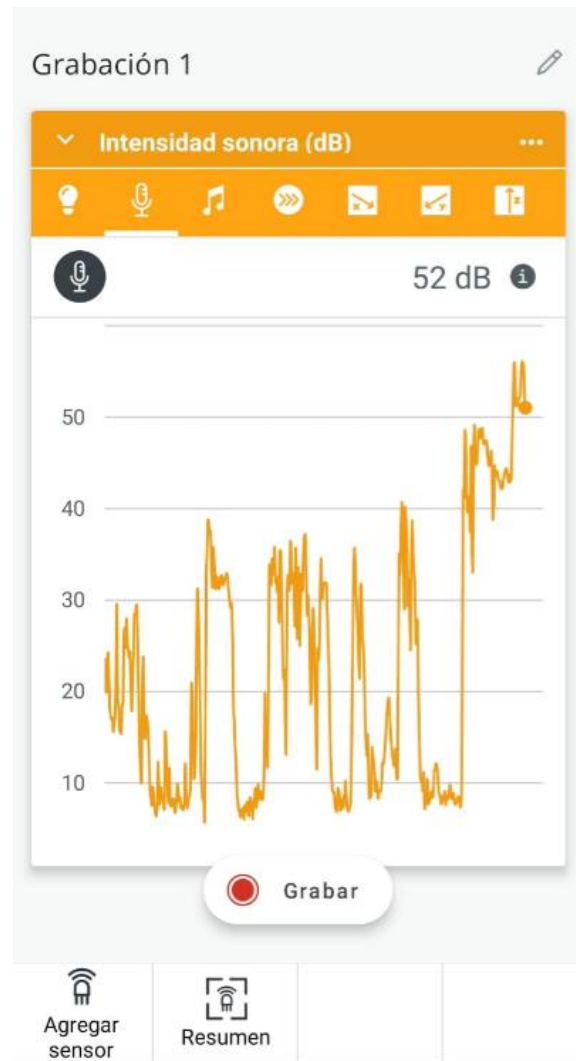 Grabación 1
Intensidad sonora (dB)
x
y
z
52 dB
50
40
30
20
10
Grabar
Agregar
sensor
Resumen